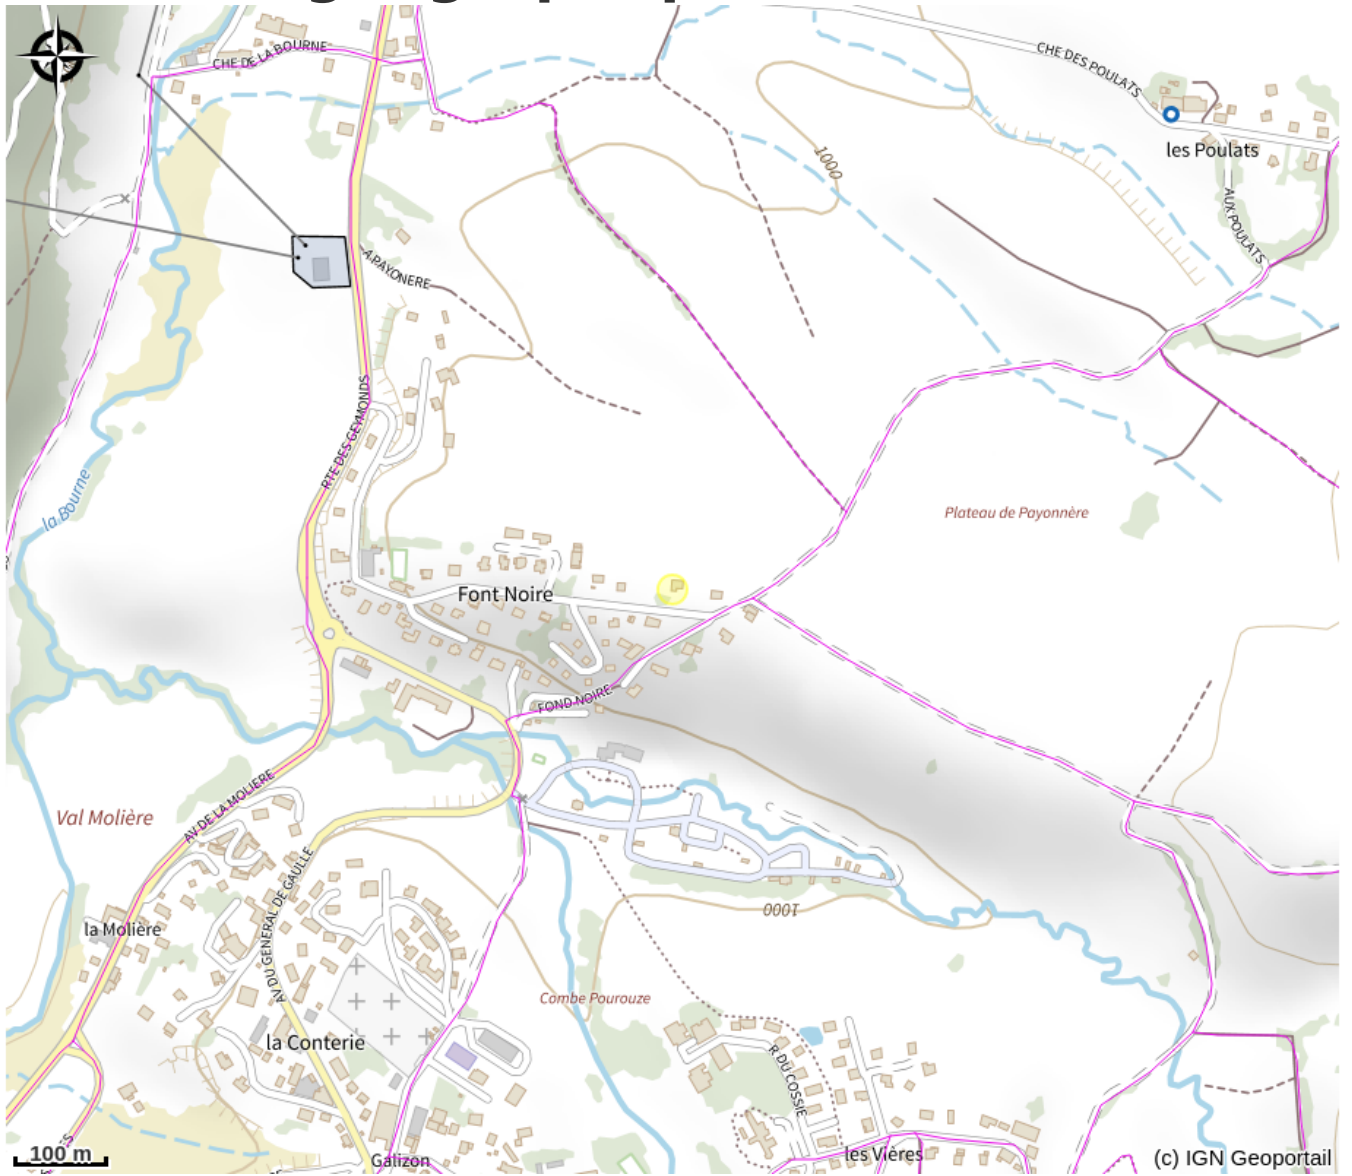 CHE DE LA BOURNE
CHE DES POULATS
les Poulats
1000
AUX POULATS
A PAYONERE
RTE DES GEYMONDS
la Bourne
Plateau de Payonnère
Font Noire
FOND NOIRE
AV DE LA MOLIERE
Val Molière
AV DU GENERAL DE GAULLE
1000
la Molière
Combe Pourouze
la Conterie
R DU COSSIE
les Vières
Galizon
100 m
(c) IGN Geoportail